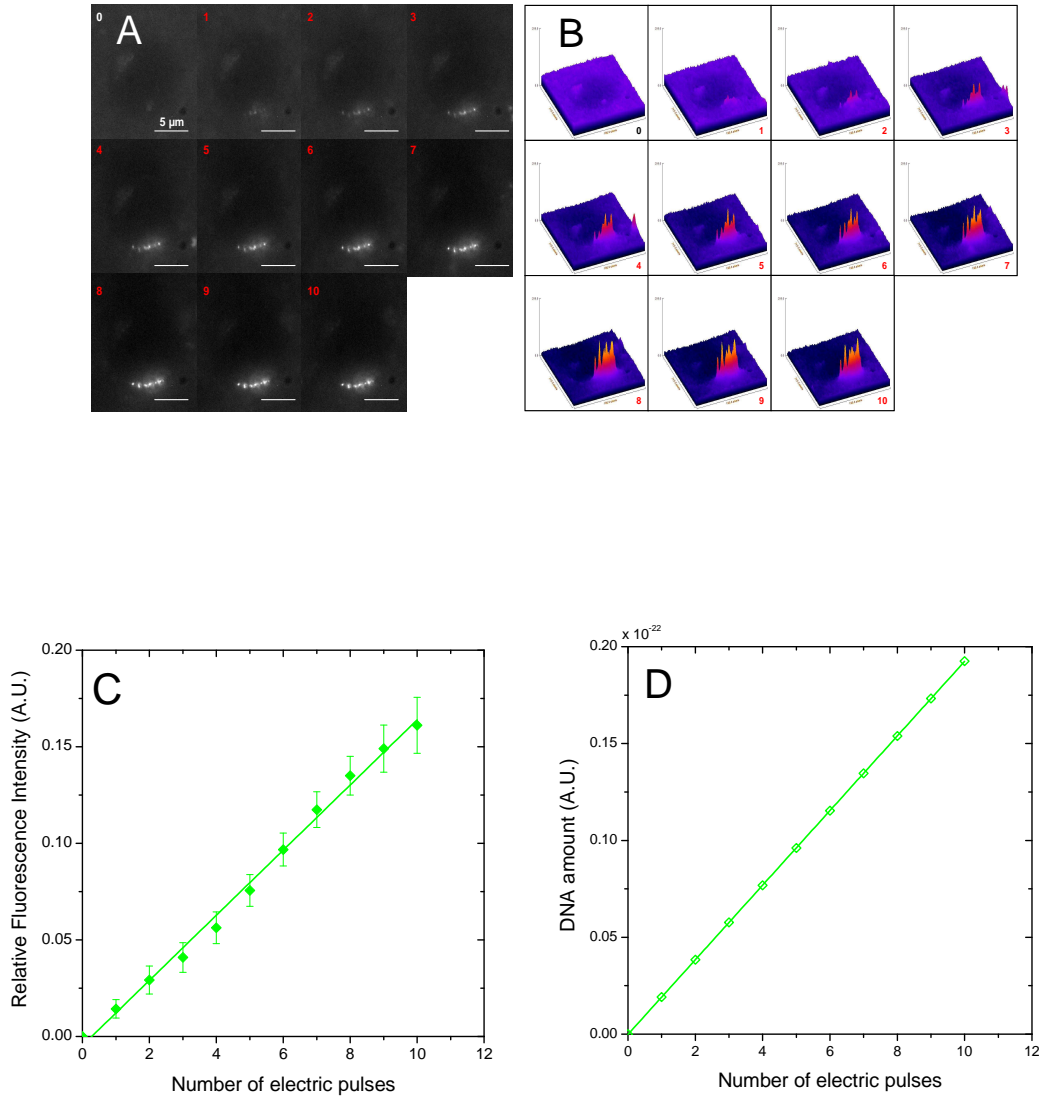 A
0 1 2 3
5 µm
4 5 6 7
8 9 10
B
0 1 2 3
4 5 6 7
8 9 10
C
Relative Fluorescence Intensity (A.U.)
0.20
0.15
0.10
0.05
0.00
0 2 4 6 8 10 12
Number of electric pulses
D
x 10-22
DNA amount (A.U.)
0.20
0.15
0.10
0.05
0.00
0 2 4 6 8 10 12
Number of electric pulses